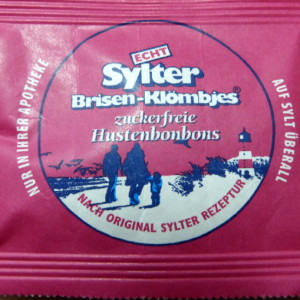 ECHT
Sylter
Brisen-Klömbjes®
zuckerfreie
Hustenbonbons
NUR IN IHRER APOTHEKE
AUF SYLT ÜBERALL
NACH ORIGINAL SYLTER REZEPTUR